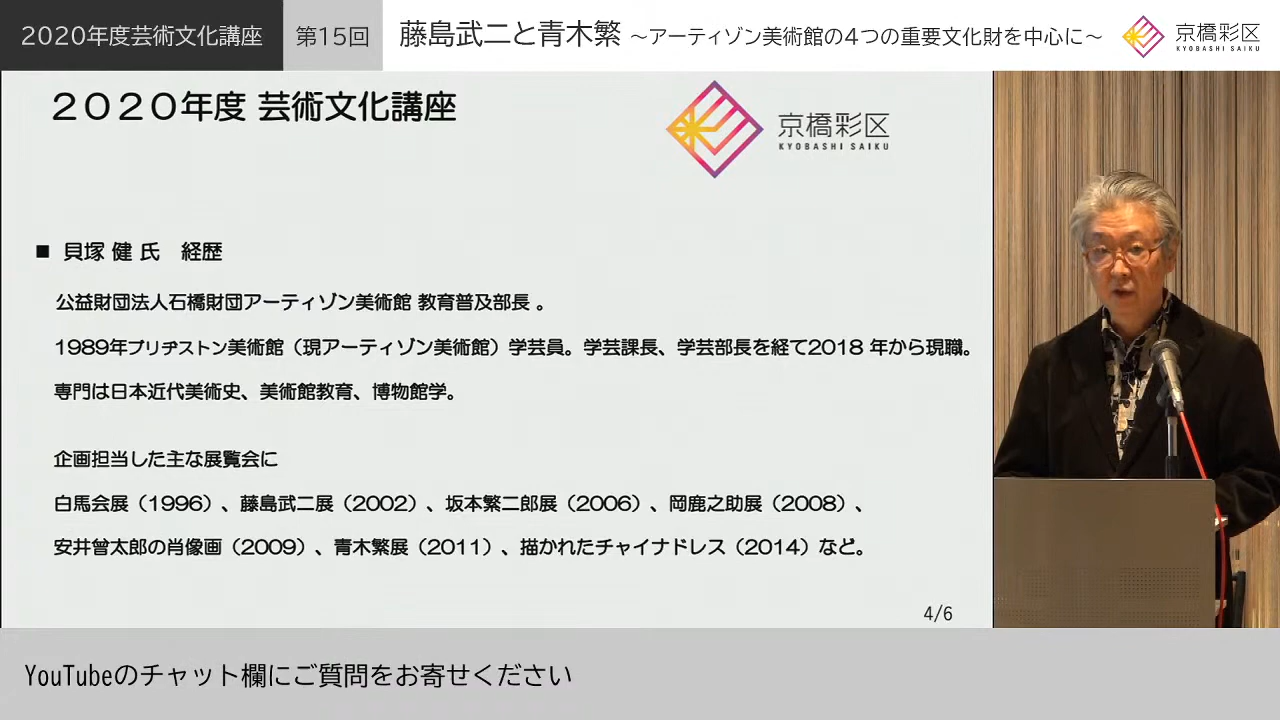 2020年度芸術文化講座
第15回
藤島武二と青木繁 ～アーティゾン美術館の4つの重要文化財を中心に～
京橋彩区
KYOBASHI SAIKU
２０２０年度 芸術文化講座
京橋彩区
KYOBASHI SAIKU
■ 貝塚 健 氏　経歴
公益財団法人石橋財団アーティゾン美術館 教育普及部長 。
1989年ブリヂストン美術館（現アーティゾン美術館）学芸員。学芸課長、学芸部長を経て2018 年から現職。
専門は日本近代美術史、美術館教育、博物館学。
企画担当した主な展覧会に
白馬会展（1996）、藤島武二展（2002）、坂本繁二郎展（2006）、岡鹿之助展（2008）、
安井曾太郎の肖像画（2009）、青木繁展（2011）、描かれたチャイナドレス（2014）など。
4/6
YouTubeのチャット欄にご質問をお寄せください